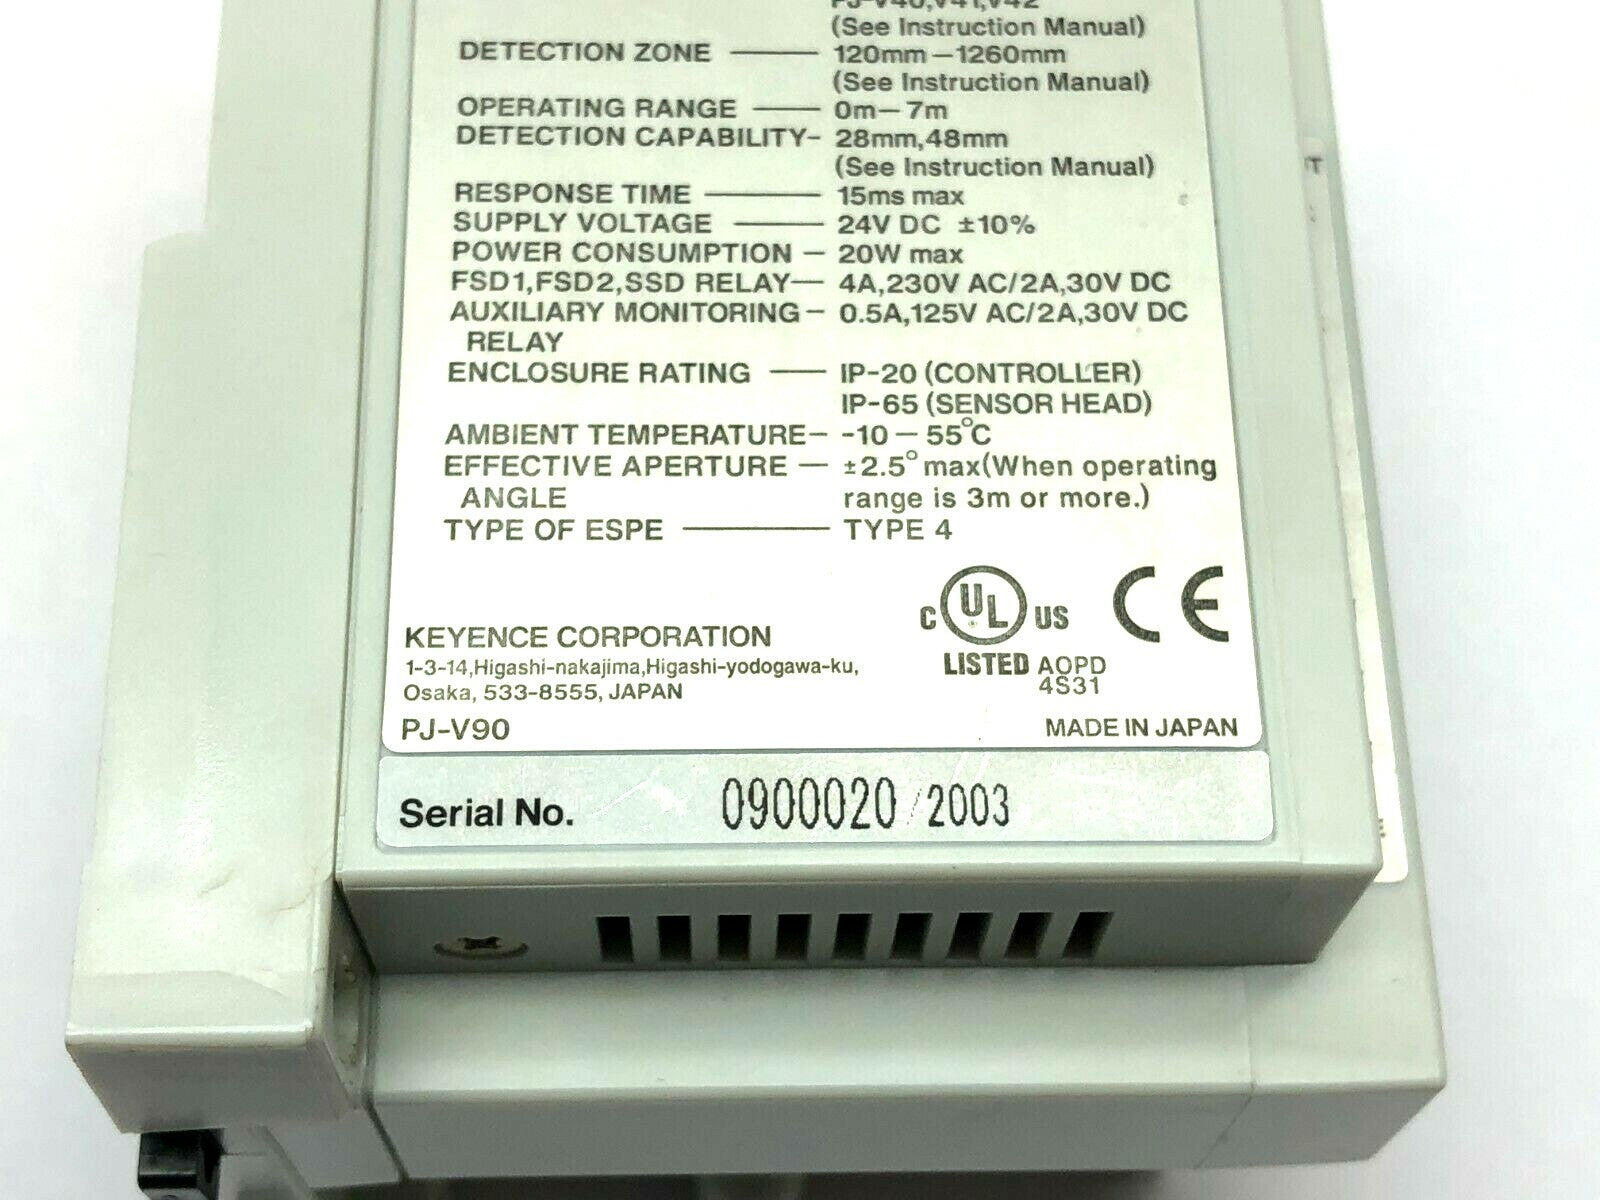 PJ-V40,V41,V42
(See Instruction Manual)
DETECTION ZONE — 120mm—1260mm
(See Instruction Manual)
OPERATING RANGE — 0m—7m
DETECTION CAPABILITY- 28mm,48mm
(See Instruction Manual)
RESPONSE TIME — 15ms max
SUPPLY VOLTAGE — 24V DC ±10%
POWER CONSUMPTION — 20W max
FSD1,FSD2,SSD RELAY— 4A,230V AC/2A,30V DC
AUXILIARY MONITORING— 0.5A,125V AC/2A,30V DC
RELAY
ENCLOSURE RATING — IP-20 (CONTROLLER)
IP-65 (SENSOR HEAD)
AMBIENT TEMPERATURE— -10—55°C
EFFECTIVE APERTURE — ±2.5° max(When operating
ANGLE range is 3m or more.)
TYPE OF ESPE — TYPE 4
C UL US CE
LISTED AOPD
4S31
KEYENCE CORPORATION
1-3-14,Higashi-nakajima,Higashi-yodogawa-ku,
Osaka, 533-8555, JAPAN
PJ-V90 MADE IN JAPAN
Serial No. 0900020/2003